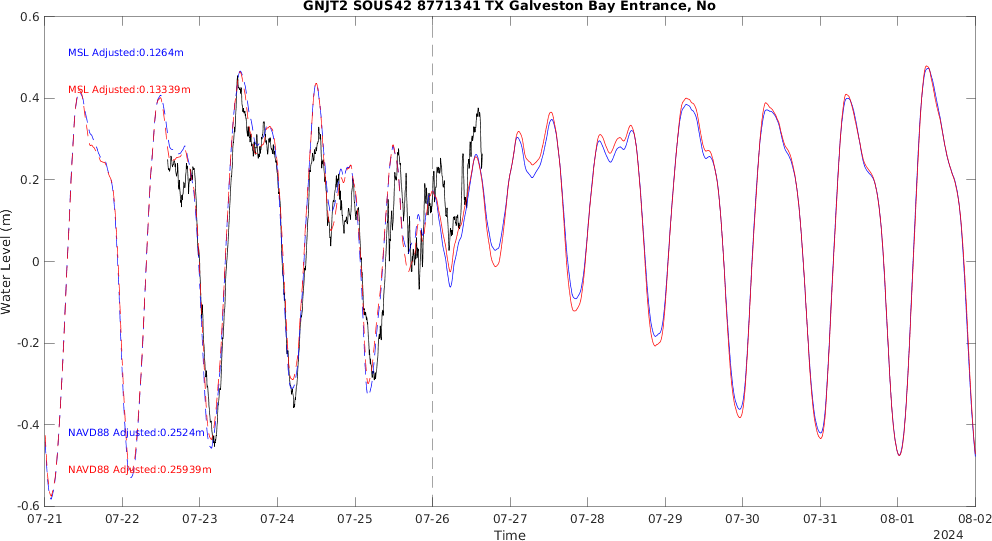 GNJT2 SOUS42 8771341 TX Galveston Bay Entrance, No
MSL Adjusted:0.1264m
MSL Adjusted:0.13339m
NAVD88 Adjusted:0.2524m
NAVD88 Adjusted:0.25939m
Water Level (m)
0.6
0.4
0.2
0
-0.2
-0.4
-0.6
07-21 07-22 07-23 07-24 07-25 07-26 07-27 07-28 07-29 07-30 07-31 08-01 08-02
Time
2024